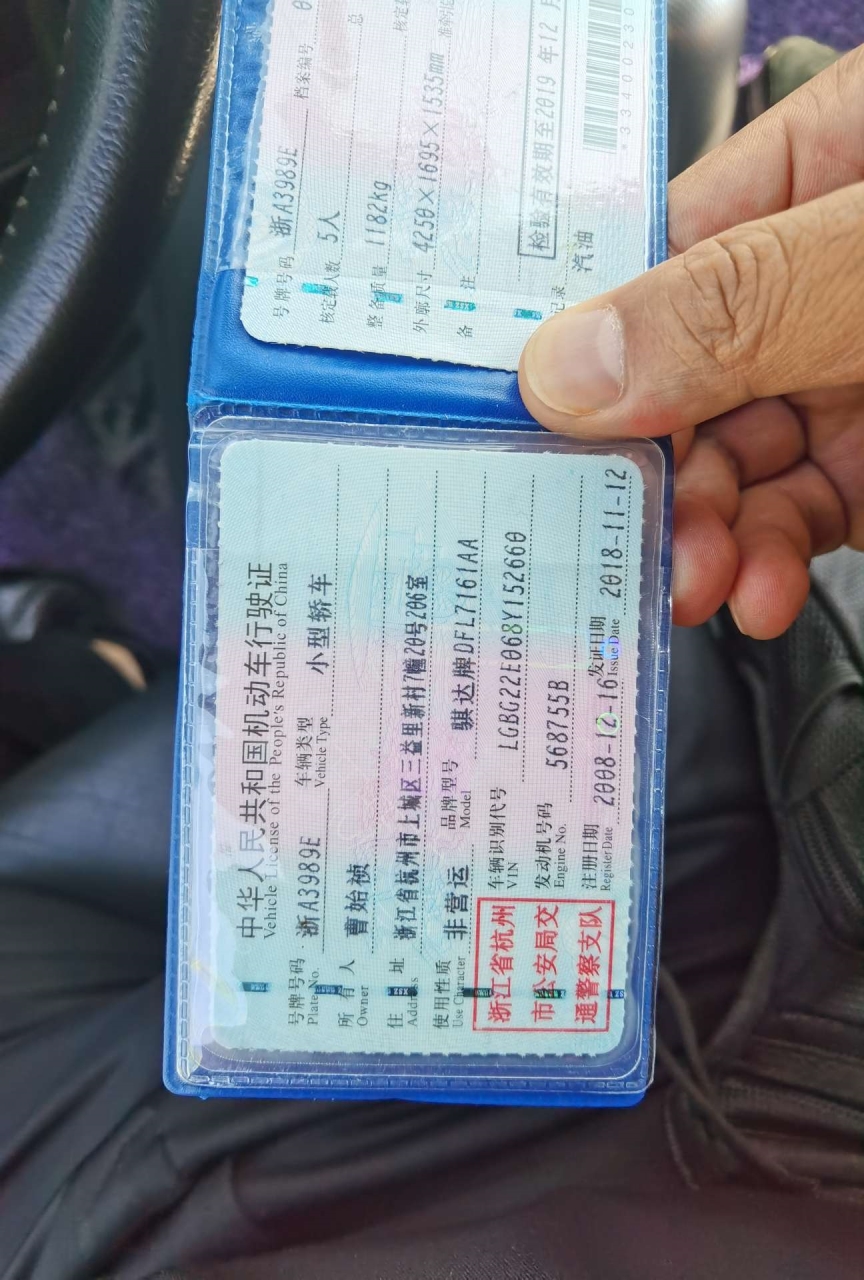 中华人民共和国机动车行驶证
Vehicle License of the People's Republic of China
号牌号码 浙A3989E 车辆类型 小型轿车
Plate No. Vehicle Type
所有人 曹始祯
Owner
住址 浙江省杭州市上城区三益里新村7幢20号206室
Address
使用性质 非营运 品牌型号 骐达牌DFL7161AA
Use Character Model
浙江省杭州
市公安局交
通警察支队
车辆识别代号 LGBG22E068Y152660
VIN
发动机号码 568755B
Engine No.
注册日期 2008-12-16 发证日期 2018-11-12
Register Date Issue Date
号牌号码 浙A3989E 档案编号
核定载人数 5人 总
整备质量 1182kg 核定载
外廓尺寸 4250×1695×1535mm
备注
检验有效期至2019年12月
记录 汽油
*33400230